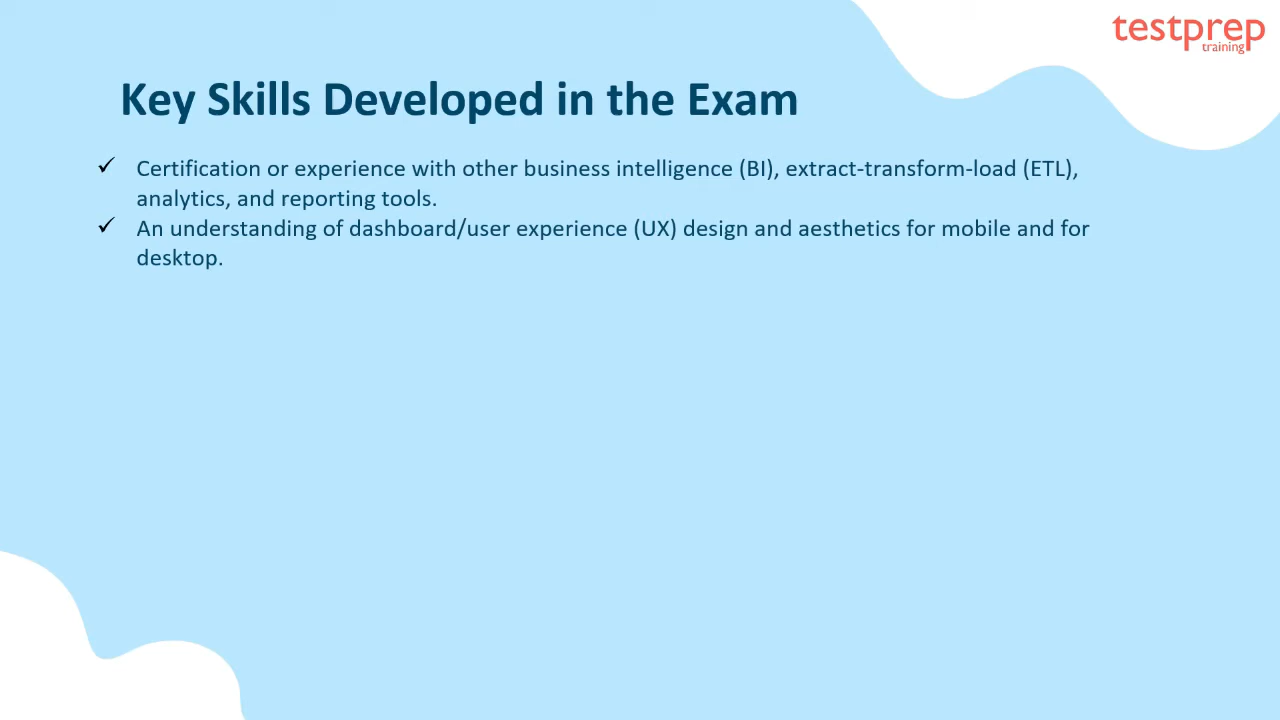 testprep
training
Key Skills Developed in the Exam
✓ Certification or experience with other business intelligence (BI), extract-transform-load (ETL),
analytics, and reporting tools.
✓ An understanding of dashboard/user experience (UX) design and aesthetics for mobile and for
desktop.